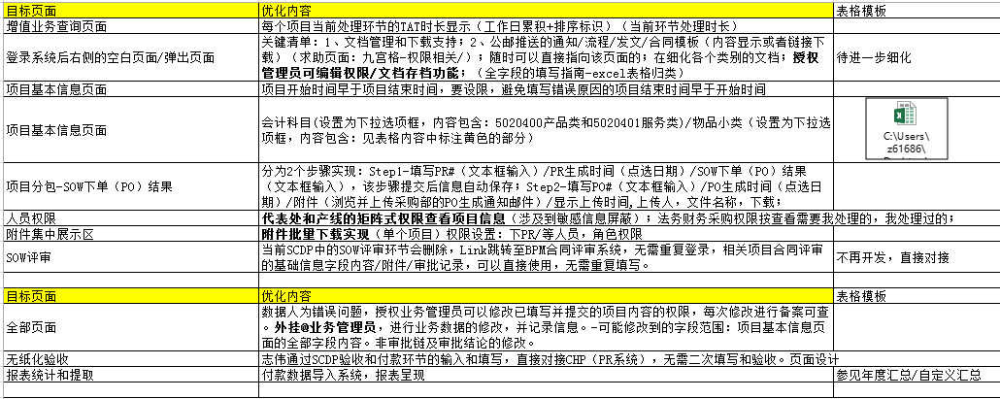 目标页面 优化内容 表格模板
增值业务查询页面 每个项目当前处理环节的TAT时长显示（工作日累积+排序标识）（当前环节处理时长）
关键清单：1、文档管理和下载支持；2、公邮推送的通知/流程/发文/合同模板（内容显示或者链接下
登录系统后右侧的空白页面/弹出页面 载）（求助页面：九宫格-权限相关/）；随时可以直接指向该页面的；在细化各个类别的文档；授权 待进一步细化
管理员可编辑权限/文档存档功能；（全字段的填写指南-excel表格归类）
项目基本信息页面 项目开始时间早于项目结束时间，要设限，避免填写错误原因的项目结束时间早于开始时间
项目基本信息页面 会计科目(设置为下拉选项框，内容包含：5020400产品类和5020401服务类)/物品小类（设置为下拉选
项框，内容包含：见表格内容中标注黄色的部分）
C:\Users\
z61686\
分为2个步骤实现：Step1-填写PR#（文本框输入）/PR生成时间（点选日期）/SOW下单（PO）结果
项目分包-SOW下单（PO）结果 （文本框输入），该步骤提交后信息自动保存；Step2-填写PO#（文本框输入）/PO生成时间（点选日
期）/附件（浏览并上传采购部的PO生成通知邮件）/显示上传时间,上传人，文件名称，下载；
人员权限 代表处和产线的矩阵式权限查看项目信息（涉及到敏感信息屏蔽）；法务财务采购权限按查看需要我处理的，我处理过的；
附件集中展示区 附件批量下载实现（单个项目）权限设置：下PR/等人员，角色权限
当前SCDP中的SOW评审环节会删除，Link跳转至BPM合同评审系统，无需重复登录，相关项目合同评审
SOW评审 的基础信息字段内容/附件/审批记录，可以直接使用，无需重复填写。 不再开发，直接对接
目标页面 优化内容 表格模板
数据人为错误问题，授权业务管理员可以修改已填写并提交的项目内容的权限，每次修改进行备案可查
全部页面 。外挂@业务管理员，进行业务数据的修改，并记录信息。-可能修改到的字段范围：项目基本信息页
面的全部字段内容。非审批链及审批结论的修改。
无纸化验收 志伟通过SCDP验收和付款环节的输入和填写，直接对接CHP（PR系统），无需二次填写和验收。页面设计
报表统计和提取 付款数据导入系统，报表呈现 参见年度汇总/自定义汇总